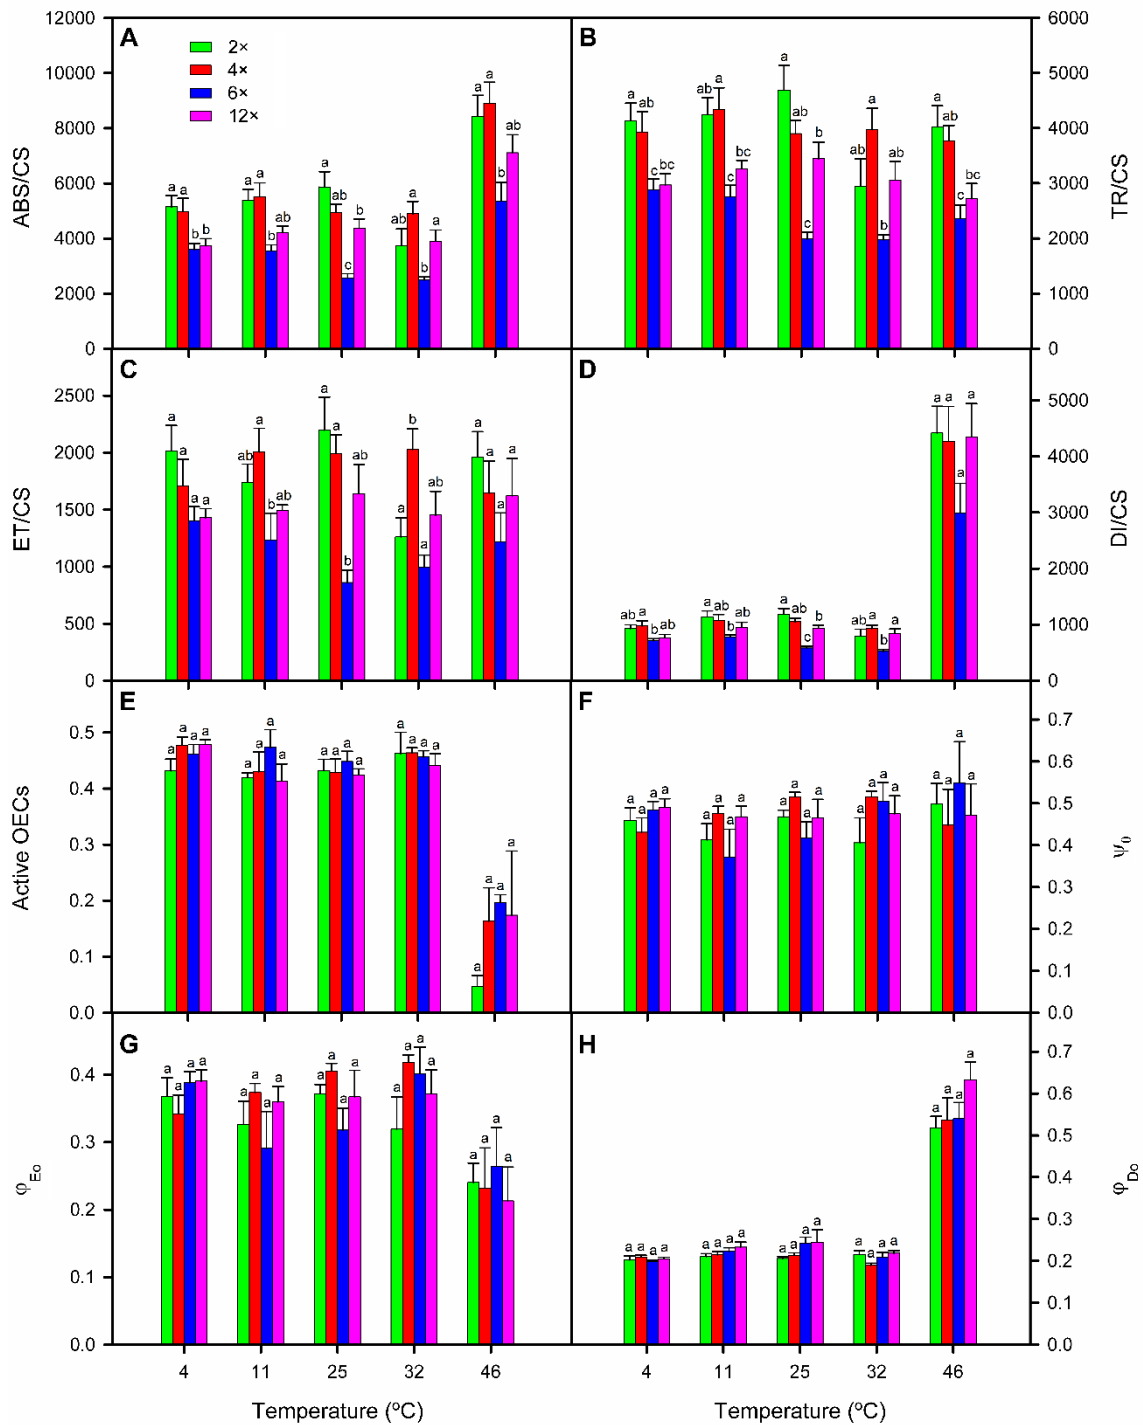 12000
A
2×
4×
6×
12×
10000
8000
6000
4000
2000
0
ABS/CS
a a b b
a a b ab
a ab c b
ab a b a
a a b ab
B
6000
5000
4000
3000
2000
1000
0
TR/CS
a ab c bc
ab a c bc
a ab c b
ab a b ab
a a c bc
C
2500
2000
1500
1000
500
0
ET/CS
a a a a
ab a b ab
a a b a
a b a ab
a a a a
D
5000
4000
3000
2000
1000
0
DI/CS
ab a b ab
a ab b ab
a ab c b
ab a b a
a a a a
E
0.5
0.4
0.3
0.2
0.1
0.0
Active OECs
a a a a
a a a a
a a a a
a a a a
a a a a
F
0.7
0.6
0.5
0.4
0.3
0.2
0.1
0.0
ψ0
a a a a
a a a a
a a a a
a a a a
a a a a
G
0.4
0.3
0.2
0.1
0.0
φEo
a a a a
a a a a
a a a a
a a a a
a a a a
H
0.7
0.6
0.5
0.4
0.3
0.2
0.1
0.0
φDo
a a a a
a a a a
a a a a
a a a a
a a a a
4 11 25 32 46
4 11 25 32 46
Temperature (ºC)
Temperature (ºC)